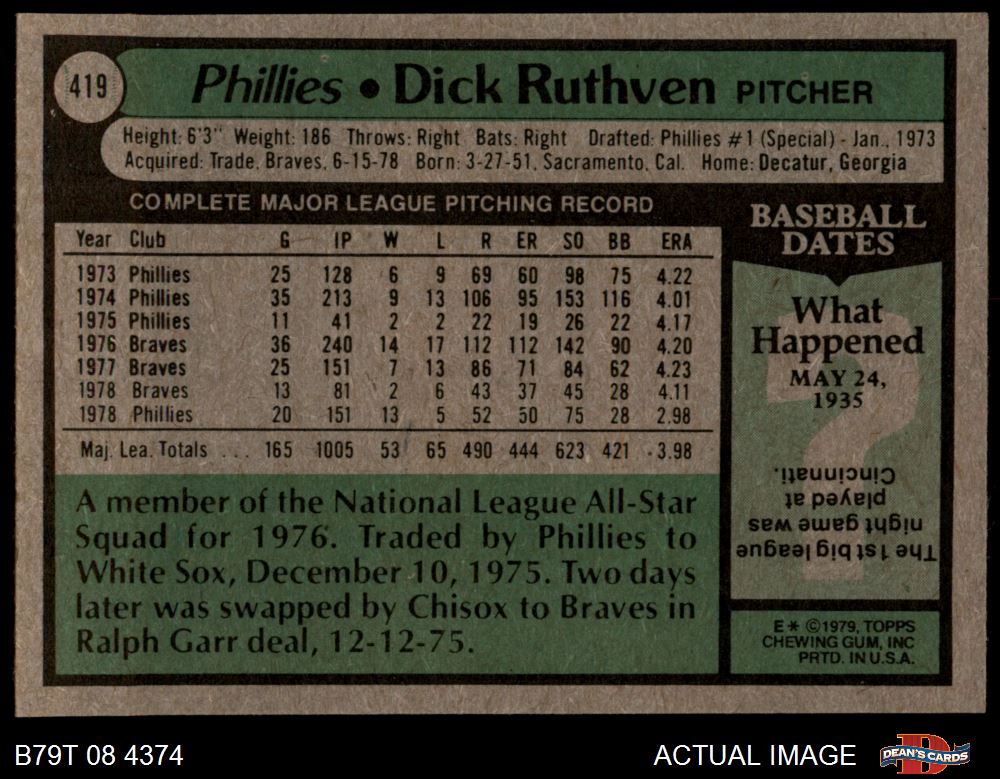 419
Phillies • Dick Ruthven PITCHER
Height: 6'3" Weight: 186 Throws: Right Bats: Right Drafted: Phillies #1 (Special) - Jan., 1973
Acquired: Trade, Braves, 6-15-78 Born: 3-27-51, Sacramento, Cal. Home: Decatur, Georgia
COMPLETE MAJOR LEAGUE PITCHING RECORD
Year Club G IP W L R ER SO BB ERA
1973 Phillies 25 128 6 9 69 60 98 75 4.22
1974 Phillies 35 213 9 13 106 95 153 116 4.01
1975 Phillies 11 41 2 2 22 19 26 22 4.17
1976 Braves 36 240 14 17 112 112 142 90 4.20
1977 Braves 25 151 7 13 86 71 84 62 4.23
1978 Braves 13 81 2 6 43 37 45 28 4.11
1978 Phillies 20 151 13 5 52 50 75 28 2.98
Maj. Lea. Totals ... 165 1005 53 65 490 444 623 421 3.98
A member of the National League All-Star
Squad for 1976. Traded by Phillies to
White Sox, December 10, 1975. Two days
later was swapped by Chisox to Braves in
Ralph Garr deal, 12-12-75.
BASEBALL
DATES
What
Happened
MAY 24,
1935
?
The 1st big league
night game was
played at
Cincinnati.
E* ©1979, TOPPS
CHEWING GUM, INC
PRTD. IN U.S.A.
B79T 08 4374
ACTUAL IMAGE
D
DEAN'S CARDS